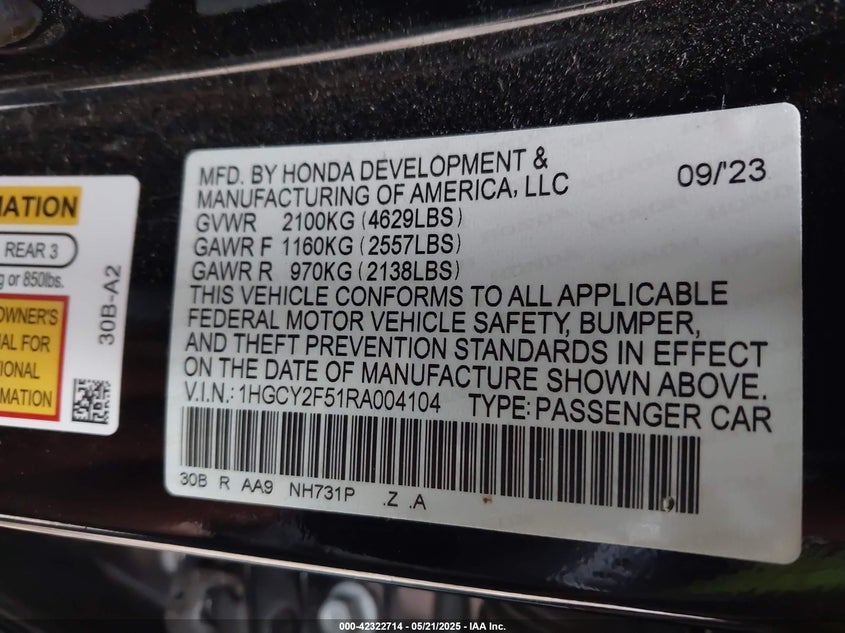 MATION
REAR 3
g or 850lbs.
OWNER'S
AL FOR
TIONAL
ORMATION
30B-A2
MFD. BY HONDA DEVELOPMENT &
MANUFACTURING OF AMERICA, LLC
09/'23
GVWR 2100KG (4629LBS)
GAWR F 1160KG (2557LBS)
GAWR R 970KG (2138LBS)
THIS VEHICLE CONFORMS TO ALL APPLICABLE
FEDERAL MOTOR VEHICLE SAFETY, BUMPER,
AND THEFT PREVENTION STANDARDS IN EFFECT
ON THE DATE OF MANUFACTURE SHOWN ABOVE.
V.I.N.: 1HGCY2F51RA004104 TYPE: PASSENGER CAR
30B R AA9 NH731P .Z .A
000-42322714 - 05/21/2025 - IAA Inc.